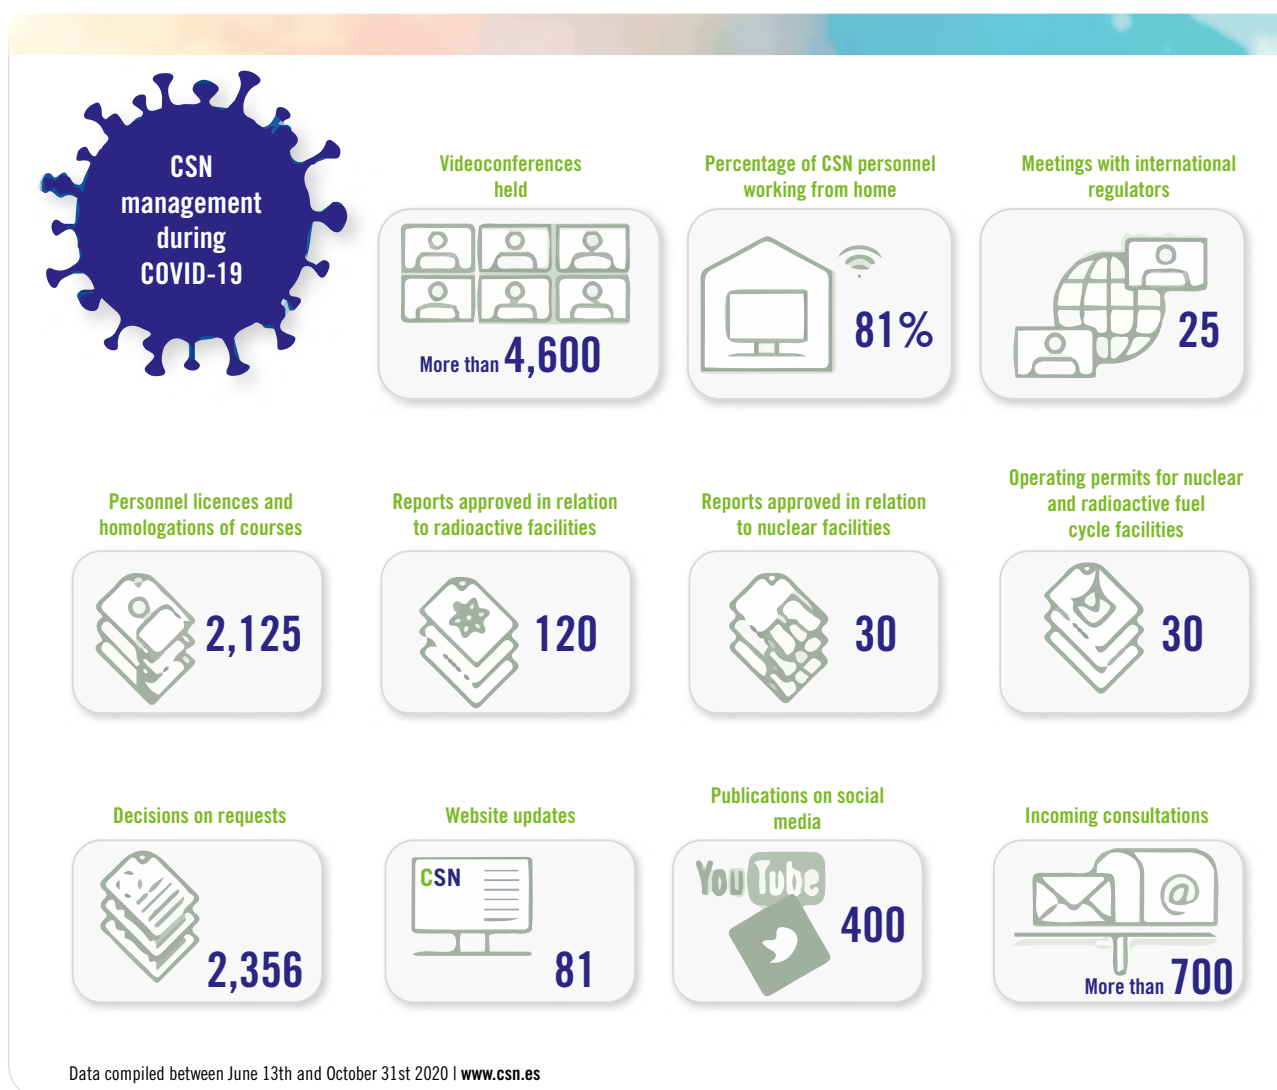 CSN
management
during
COVID-19
Videoconferences
held
More than 4,600
Percentage of CSN personnel
working from home
81%
Meetings with international
regulators
25
Personnel licences and
homologations of courses
2,125
Reports approved in relation
to radioactive facilities
120
Reports approved in relation
to nuclear facilities
30
Operating permits for nuclear
and radioactive fuel
cycle facilities
30
Decisions on requests
2,356
Website updates
CSN
81
Publications on social
media
You Tube
400
Incoming consultations
@
More than 700
Data compiled between June 13th and October 31st 2020 | www.csn.es